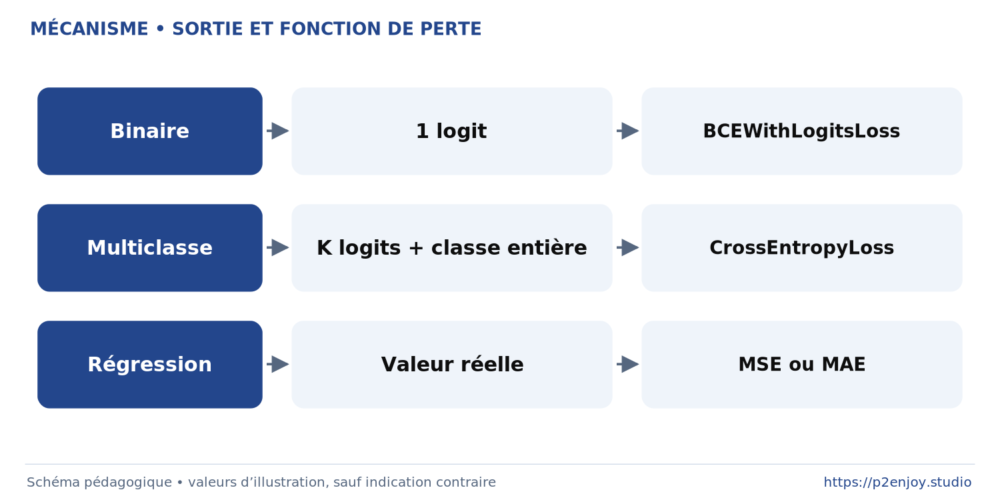 MÉCANISME • SORTIE ET FONCTION DE PERTE
Binaire
1 logit
BCEWithLogitsLoss
Multiclasse
K logits + classe entière
CrossEntropyLoss
Régression
Valeur réelle
MSE ou MAE
Schéma pédagogique • valeurs d’illustration, sauf indication contraire
https://p2enjoy.studio